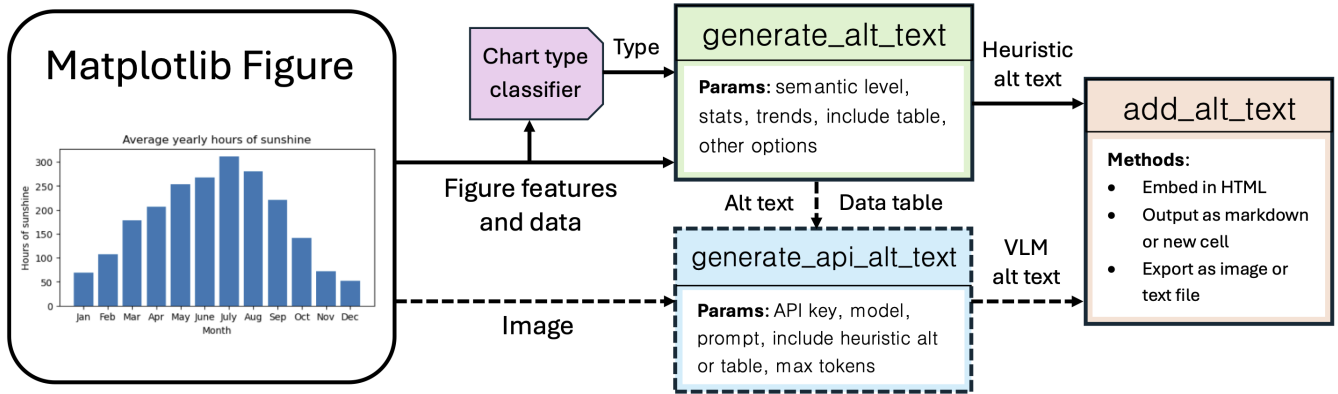 Matplotlib Figure
Average yearly hours of sunshine
Hours of sunshine
300
250
200
150
100
50
0
Jan Feb Mar Apr May June July Aug Sep Oct Nov Dec
Month
Chart type
classifier
Type
Figure features
and data
Image
generate_alt_text
Params: semantic level,
stats, trends, include table,
other options
Alt text
Data table
generate_api_alt_text
Params: API key, model,
prompt, include heuristic alt
or table, max tokens
Heuristic
alt text
VLM
alt text
add_alt_text
Methods:
• Embed in HTML
• Output as markdown
or new cell
• Export as image or
text file